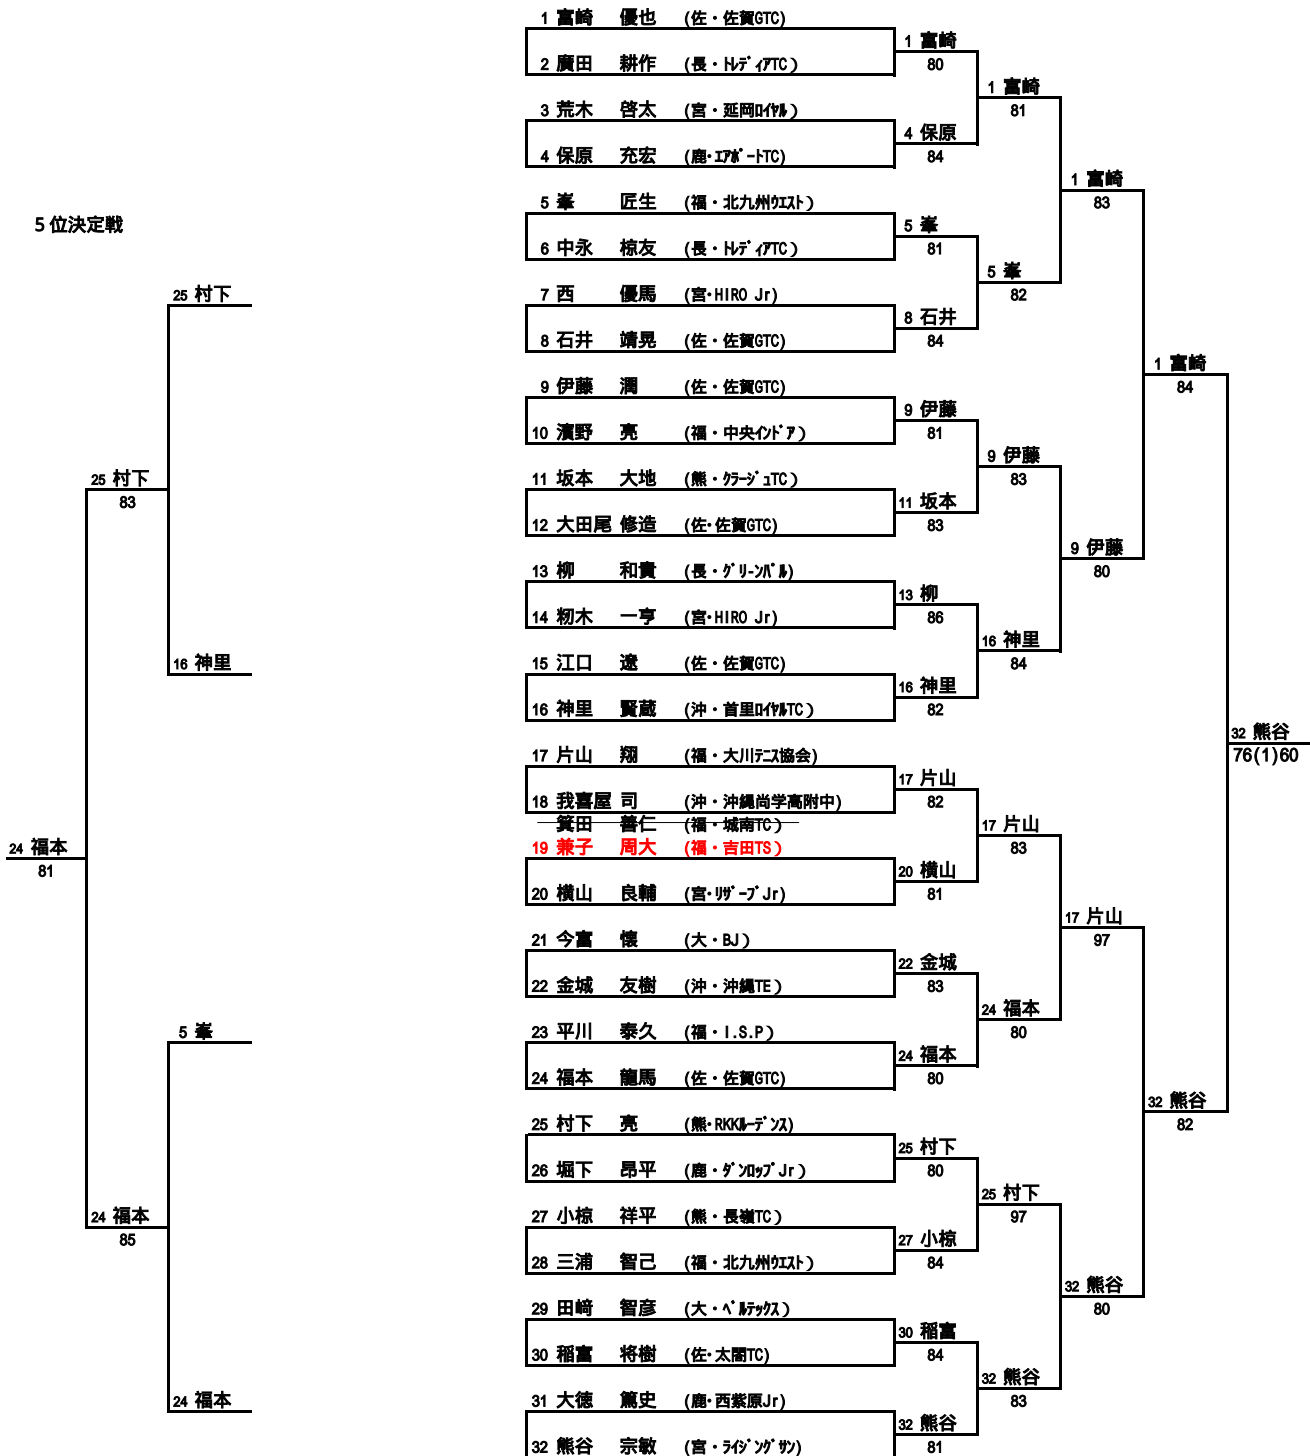 1 富崎 優也 (佐・佐賀GTC)
1 富崎
80
2 廣田 耕作 (長・ﾄﾚﾃﾞｨｱTC)
1 富崎
81
3 荒木 啓太 (宮・延岡ﾛｲﾔﾙ)
4 保原
84
4 保原 充宏 (鹿・ｴｱﾎﾟｰﾄTC)
1 富崎
83
5 峯 匠生 (福・北九州ｳｴｽﾄ)
5位決定戦
5 峯
81
6 中永 椋友 (長・ﾄﾚﾃﾞｨｱTC)
5 峯
82
25 村下
7 西 優馬 (宮・HIRO Jr)
8 石井
84
8 石井 靖晃 (佐・佐賀GTC)
1 富崎
84
9 伊藤 潤 (佐・佐賀GTC)
9 伊藤
81
10 濱野 亮 (福・中央ｲﾝﾄﾞｱ)
9 伊藤
83
25 村下
83
11 坂本 大地 (熊・ｸﾗｰｼﾞｭTC)
11 坂本
83
12 大田尾 修造 (佐・佐賀GTC)
9 伊藤
80
13 柳 和貴 (長・ｸﾞﾘｰﾝﾊﾟﾙ)
13 柳
86
14 籾木 一亨 (宮・HIRO Jr)
16 神里
84
16 神里
15 江口 遼 (佐・佐賀GTC)
16 神里
82
16 神里 賢蔵 (沖・首里ﾛｲﾔﾙTC)
32 熊谷
76(1)60
17 片山 翔 (福・大川ﾃﾆｽ協会)
17 片山
82
18 我喜屋 司 (沖・沖縄尚学高附中)
箕田 善仁 (福・城南TC)
17 片山
83
19 兼子 周大 (福・吉田TS)
24 福本
81
20 横山
81
20 横山 良輔 (宮・ﾘｻﾞｰﾌﾞJr)
17 片山
97
21 今富 懐 (大・BJ)
22 金城
83
22 金城 友樹 (沖・沖縄TE)
24 福本
80
5 峯
23 平川 泰久 (福・I.S.P)
24 福本
80
24 福本 龍馬 (佐・佐賀GTC)
32 熊谷
82
25 村下 亮 (熊・RKKﾙｰﾃﾞﾝｽ)
25 村下
80
26 堀下 昂平 (鹿・ﾀﾞﾝﾛｯﾌﾟJr)
25 村下
97
24 福本
85
27 小椋 祥平 (熊・長嶺TC)
27 小椋
84
28 三浦 智己 (福・北九州ｳｴｽﾄ)
32 熊谷
80
29 田﨑 智彦 (大・ﾍﾞﾙﾃｯｸｽ)
30 稲富
84
30 稲富 将樹 (佐・太閤TC)
32 熊谷
83
24 福本
31 大徳 篤史 (鹿・西紫原Jr)
32 熊谷
81
32 熊谷 宗敏 (宮・ﾗｲｼﾞﾝｸﾞｻﾝ)